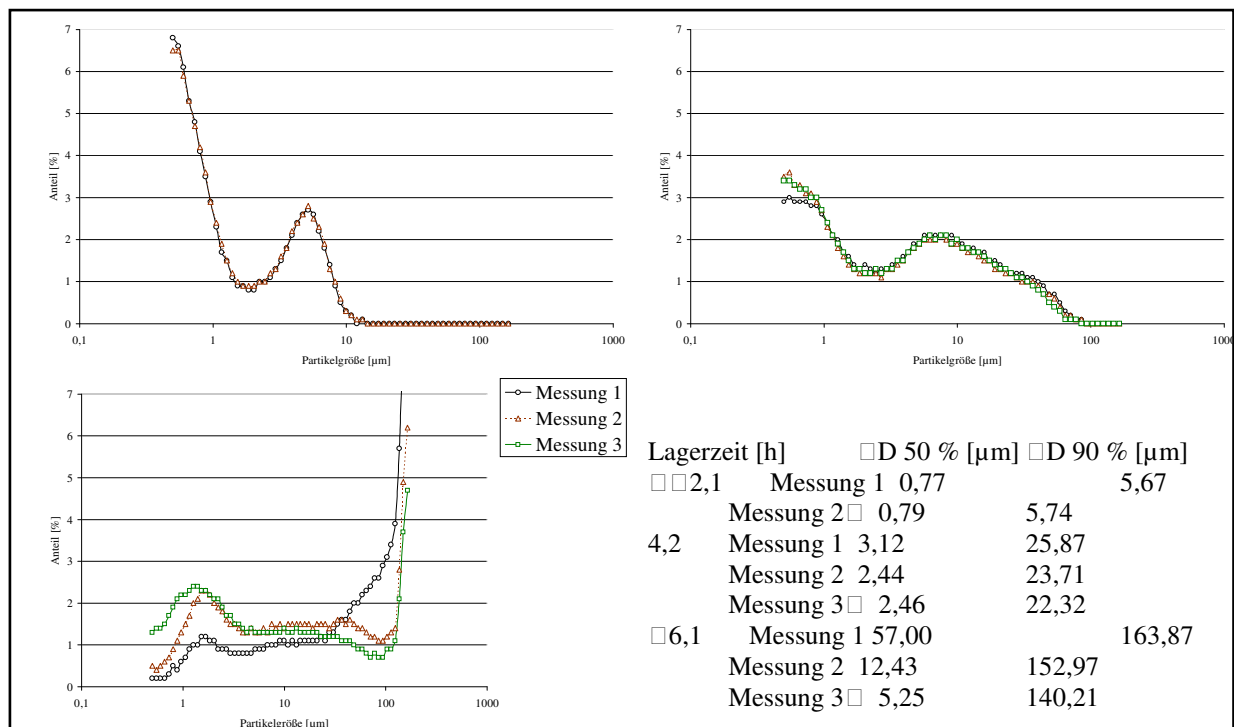 7
6
5
4
3
2
1
0
Anteil [%]
0,1 1 10 100 1000
Partikelgröße [µm]
7
6
5
4
3
2
1
0
Anteil [%]
0,1 1 10 100 1000
Partikelgröße [µm]
7
6
5
4
3
2
1
0
Anteil [%]
0,1 1 10 100 1000
Partikelgröße [µm]
Messung 1
Messung 2
Messung 3
Lagerzeit [h] □D 50 % [µm] □D 90 % [µm]
□□2,1 Messung 1 0,77 5,67
Messung 2□ 0,79 5,74
4,2 Messung 1 3,12 25,87
Messung 2 2,44 23,71
Messung 3□ 2,46 22,32
□6,1 Messung 1 57,00 163,87
Messung 2 12,43 152,97
Messung 3□ 5,25 140,21